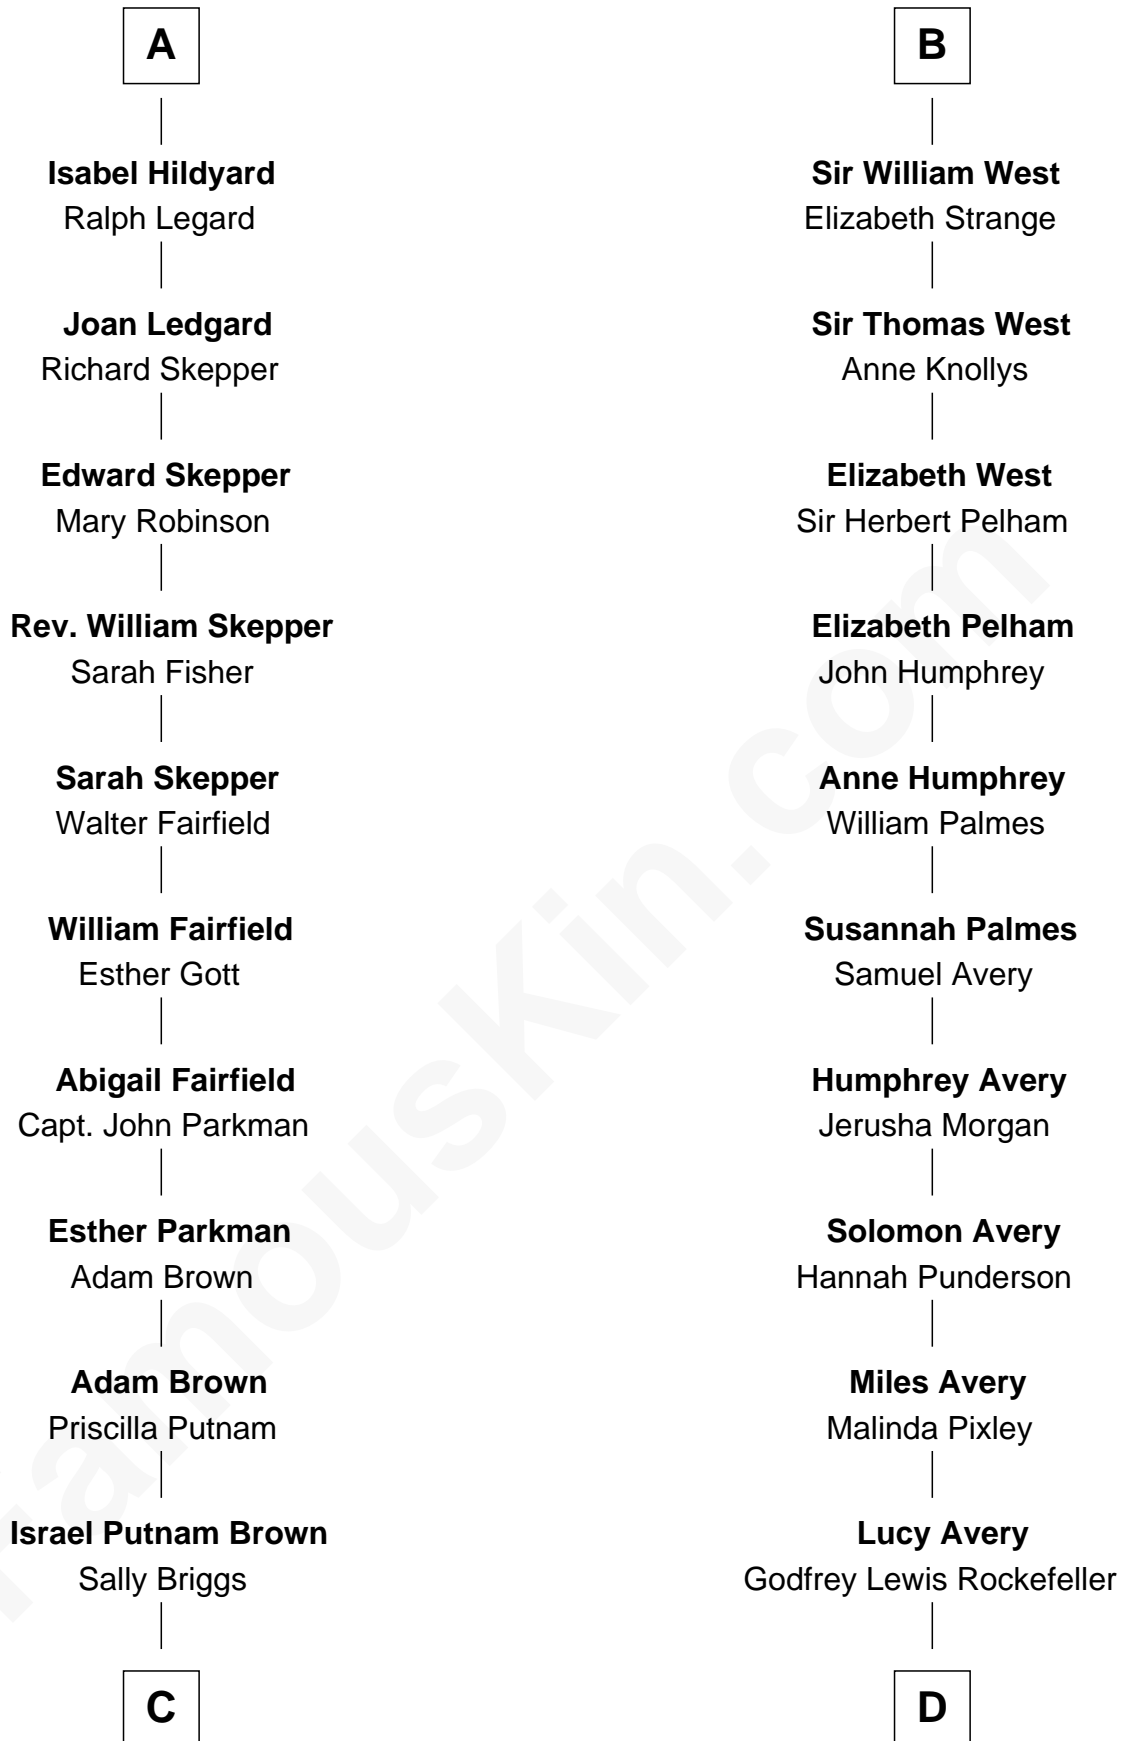 A
Isabel Hildyard
Ralph Legard
Joan Ledgard
Richard Skepper
Edward Skepper
Mary Robinson
Rev. William Skepper
Sarah Fisher
Sarah Skepper
Walter Fairfield
William Fairfield
Esther Gott
Abigail Fairfield
Capt. John Parkman
Esther Parkman
Adam Brown
Adam Brown
Priscilla Putnam
Israel Putnam Brown
Sally Briggs
C
B
Sir William West
Elizabeth Strange
Sir Thomas West
Anne Knollys
Elizabeth West
Sir Herbert Pelham
Elizabeth Pelham
John Humphrey
Anne Humphrey
William Palmes
Susannah Palmes
Samuel Avery
Humphrey Avery
Jerusha Morgan
Solomon Avery
Hannah Punderson
Miles Avery
Malinda Pixley
Lucy Avery
Godfrey Lewis Rockefeller
D
FamousKin.com